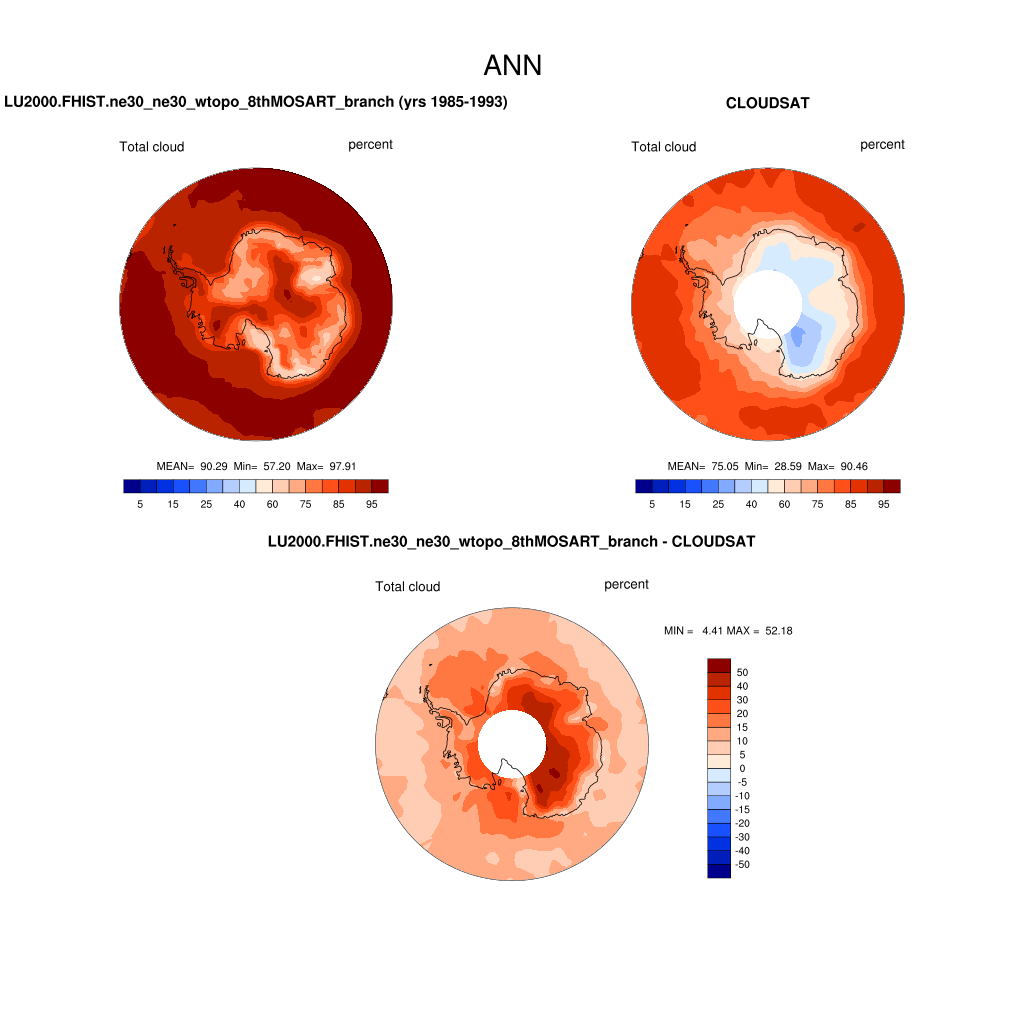 ANN
LU2000.FHIST.ne30_ne30_wtopo_8thMOSART_branch (yrs 1985-1993)
Total cloud percent
MEAN= 90.29 Min= 57.20 Max= 97.91
5 15 25 40 60 75 85 95
CLOUDSAT
Total cloud percent
MEAN= 75.05 Min= 28.59 Max= 90.46
5 15 25 40 60 75 85 95
LU2000.FHIST.ne30_ne30_wtopo_8thMOSART_branch - CLOUDSAT
Total cloud percent
MIN = 4.41 MAX = 52.18
50
40
30
20
15
10
5
0
-5
-10
-15
-20
-30
-40
-50